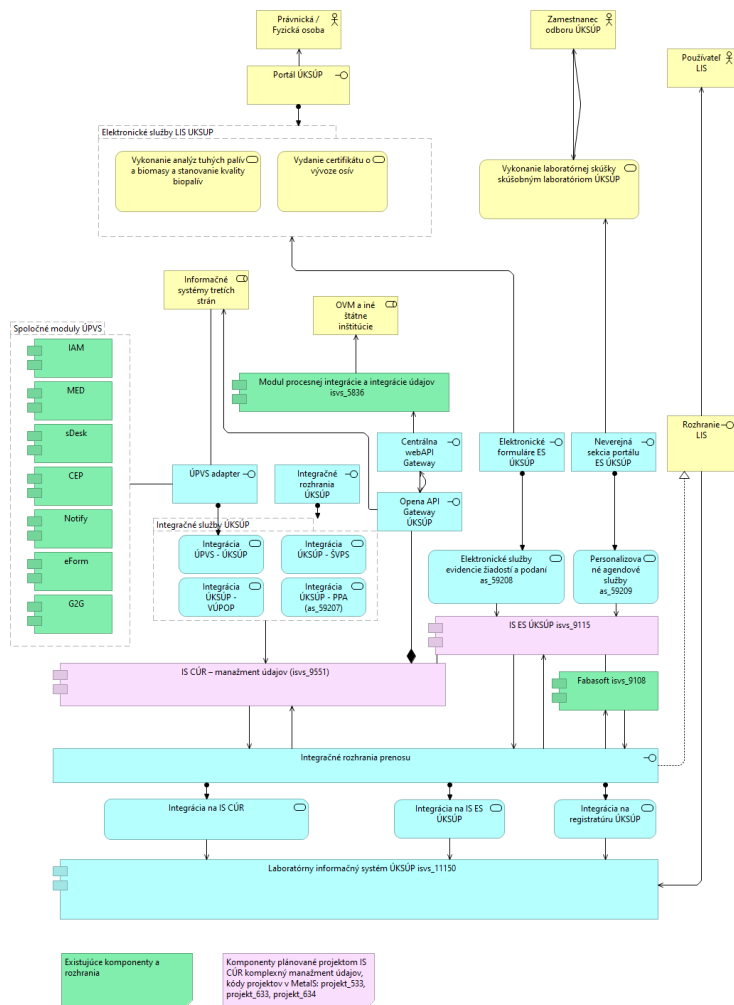 Právnická /
Fyzická osoba
Zamestnanec
odboru ÚKSÚP
Používateľ
LIS
Portál ÚKSÚP
Elektronické služby LIS ÚKSUP
Vykonanie analýz tuhých palív
a biomasy a stanovanie kvality
biopalív
Vydanie certifikátu o
vývoze osív
Vykonanie laboratórnej skúšky
skúšobným laboratóriom ÚKSÚP
Informačné
systémy tretích
strán
OVM a iné
štátne
inštitúcie
Spoločné moduly ÚPVS
IAM
MED
sDesk
CEP
Notify
eForm
G2G
Modul procesnej integrácie a integrácie údajov
isvs_5836
Rozhranie
LIS
Centrálna
webAPI
Gateway
Elektronické
formuláre ES
ÚKSÚP
Neverejná
sekcia portálu
ES ÚKSÚP
ÚPVS adapter
Integračné
rozhrania
ÚKSÚP
Opena API
Gateway
ÚKSÚP
Integračné služby ÚKSÚP
Integrácia
ÚPVS - ÚKSÚP
Integrácia
ÚKSÚP - ŠVPS
Integrácia
ÚKSÚP -
VÚPOP
Integrácia
ÚKSÚP - PPA
(as_59207)
Elektronické služby
evidencie žiadostí a podaní
as_59208
Personalizova
né agendové
služby
as_59209
IS ES ÚKSÚP isvs_9115
IS CÚR – manažment údajov (isvs_9551)
Fabasoft isvs_9108
Integračné rozhrania prenosu
Integrácia na IS CÚR
Integrácia na IS ES
ÚKSÚP
Integrácia na
registratúru ÚKSÚP
Laboratórny informačný systém ÚKSÚP isvs_11150
Existujúce komponenty a
rozhrania
Komponenty plánované projektom IS
CÚR komplexný manažment údajov,
kódy projektov v MetaIS: projekt_533,
projekt_633, projekt_634